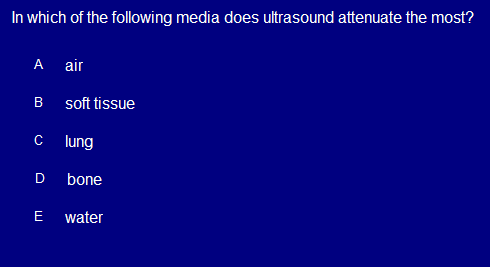 In which of the following media does ultrasound attenuate the most?
A air
B soft tissue
C lung
D bone
E water